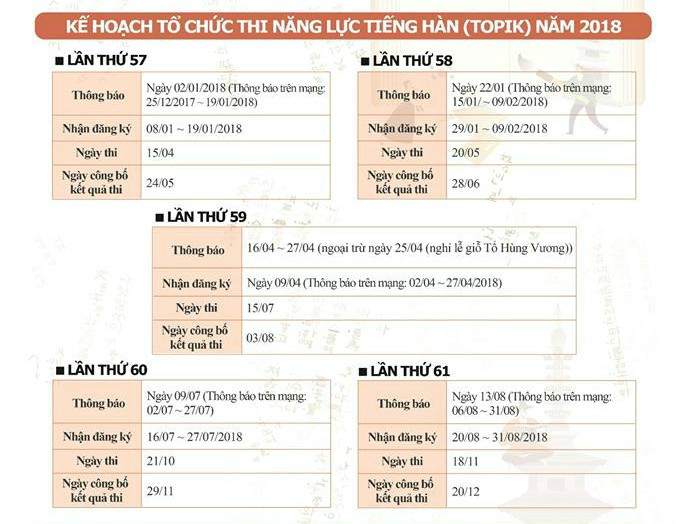 KẾ HOẠCH TỔ CHỨC THI NĂNG LỰC TIẾNG HÀN (TOPIK) NĂM 2018
■ LẦN THỨ 57
Thông báo
Ngày 02/01/2018 (Thông báo trên mạng:
25/12/2017 ~ 19/01/2018)
Nhận đăng ký
08/01 ~ 19/01/2018
Ngày thi
15/04
Ngày công bố
kết quả thi
24/05
■ LẦN THỨ 58
Thông báo
Ngày 22/01 (Thông báo trên mạng:
15/01/ ~ 09/02/2018)
Nhận đăng ký
29/01 ~ 09/02/2018
Ngày thi
20/05
Ngày công bố
kết quả thi
28/06
■ LẦN THỨ 59
Thông báo
16/04 ~ 27/04 (ngoại trừ ngày 25/04 (nghỉ lễ giỗ Tổ Hùng Vương))
Nhận đăng ký
Ngày 09/04 (Thông báo trên mạng: 02/04 ~ 27/04/2018)
Ngày thi
15/07
Ngày công bố
kết quả thi
03/08
■ LẦN THỨ 60
Thông báo
Ngày 09/07 (Thông báo trên mạng:
02/07 ~ 27/07)
Nhận đăng ký
16/07 ~ 27/07/2018
Ngày thi
21/10
Ngày công bố
kết quả thi
29/11
■ LẦN THỨ 61
Thông báo
Ngày 13/08 (Thông báo trên mạng:
06/08 ~ 31/08)
Nhận đăng ký
20/08 ~ 31/08/2018
Ngày thi
18/11
Ngày công bố
kết quả thi
20/12